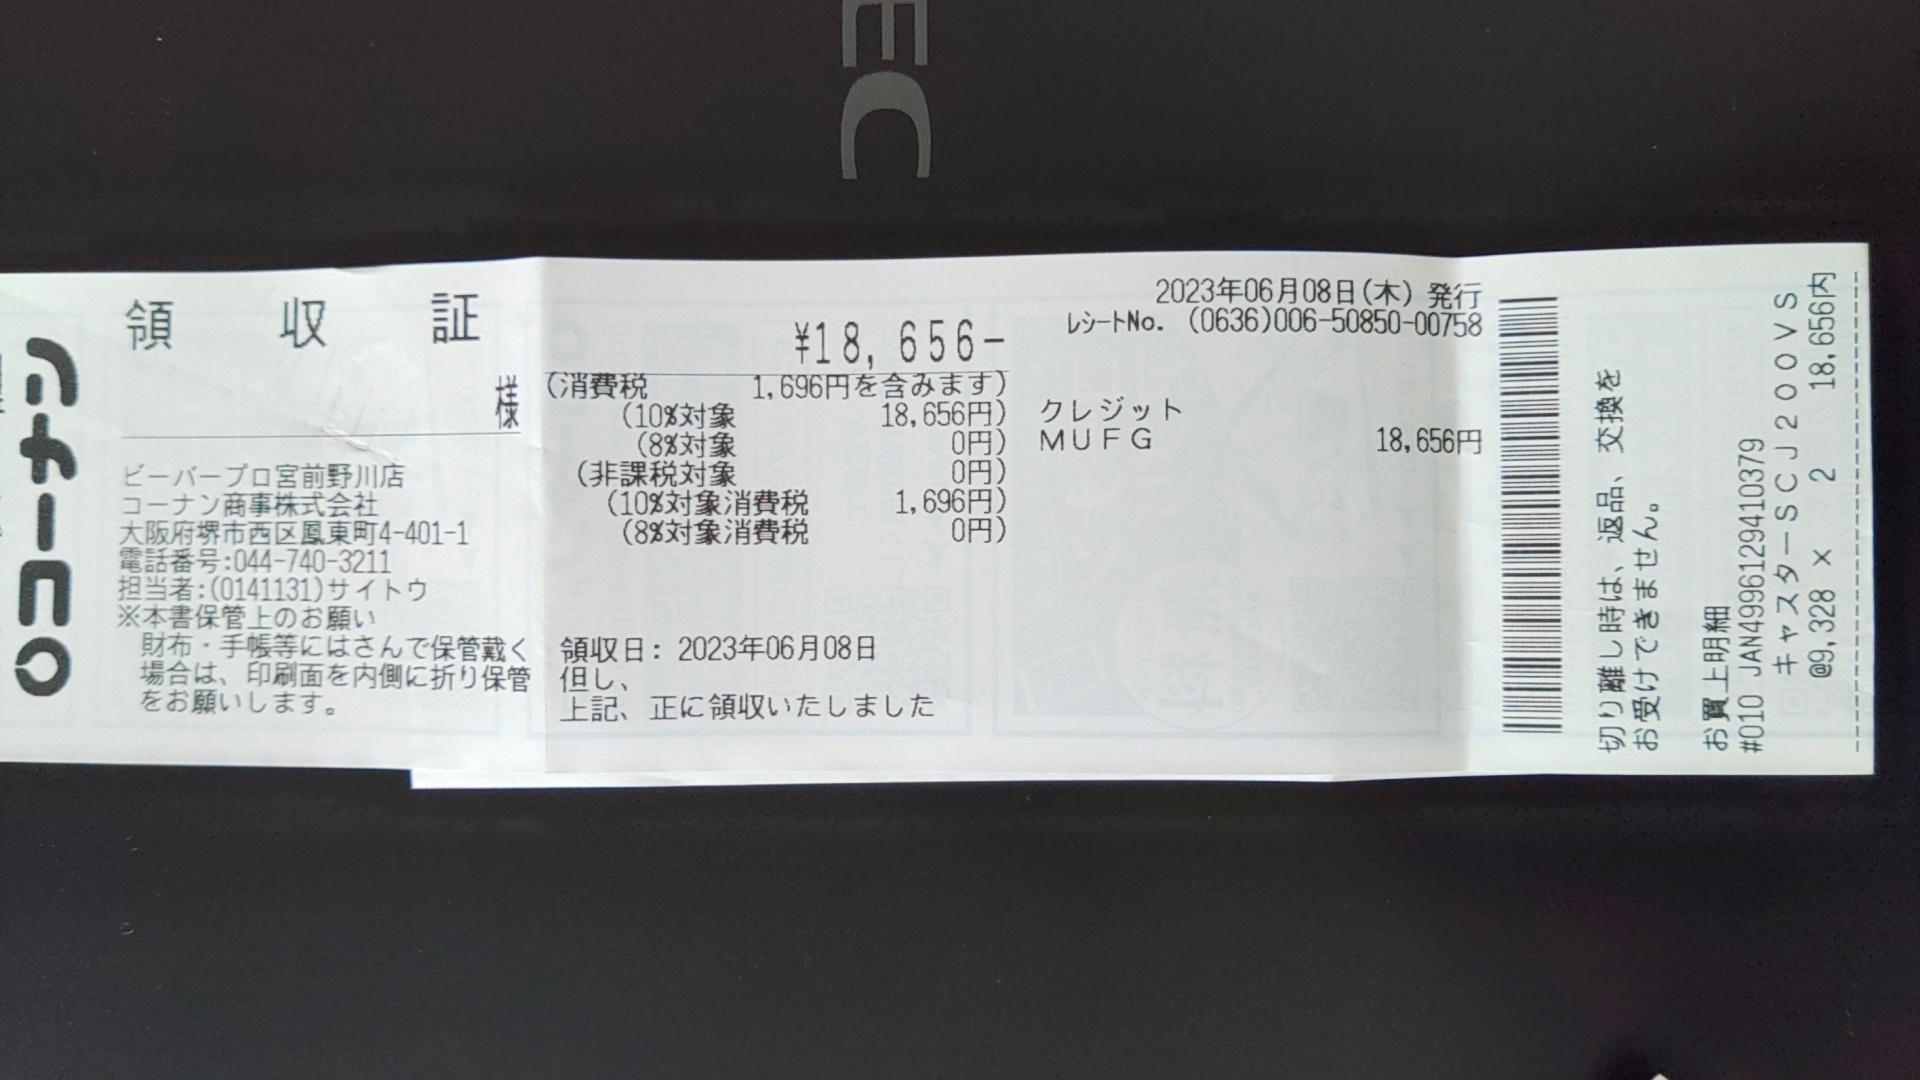 EC
コーナン
領 収 証
様
ビーバープロ宮前野川店
コーナン商事株式会社
大阪府堺市西区鳳東町4-401-1
電話番号:044-740-3211
担当者:(0141131)サイトウ
※本書保管上のお願い
財布・手帳等にはさんで保管戴く
場合は、印刷面を内側に折り保管
をお願いします。
¥18,656-
(消費税 1,696円を含みます)
(10%対象 18,656円)
(8%対象 0円)
(非課税対象 0円)
(10%対象消費税 1,696円)
(8%対象消費税 0円)
領収日: 2023年06月08日
但し、
上記、正に領収いたしました
2023年06月08日(木) 発行
レシートNo. (0636)006-50850-00758
クレジット
MUFG 18,656円
切り離し時は、返品、交換を
お受けできません。
お買上明細
#010 JAN4996129410379
キャスターSCJ200VS
@9,328 × 2 18,656内